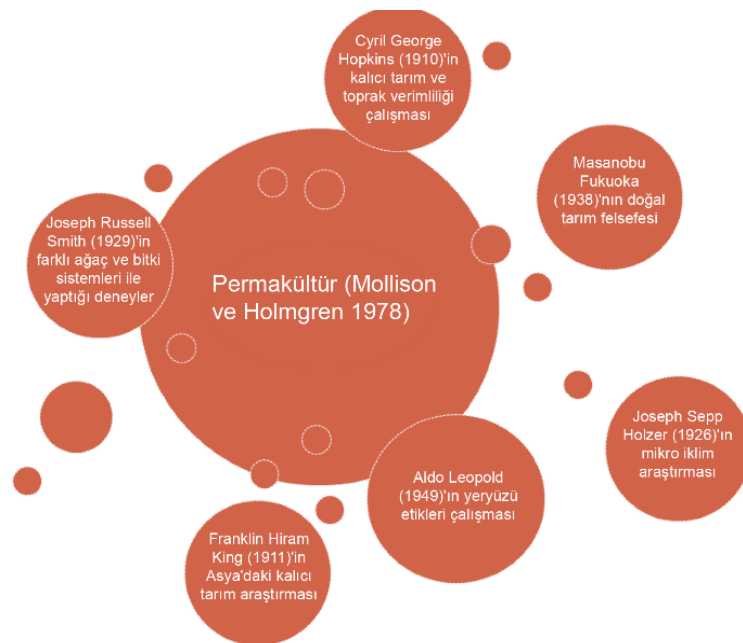 Cyril George
Hopkins (1910)'in
kalıcı tarım ve
toprak verimliliği
çalışması
Masanobu
Fukuoka
(1938)'nın doğal
tarım felsefesi
Joseph Russell
Smith (1929)'in
farklı ağaç ve bitki
sistemleri ile
yaptığı deneyler
Permakültür (Mollison
ve Holmgren 1978)
Joseph Sepp
Holzer (1926)'ın
mikro iklim
araştırması
Aldo Leopold
(1949)'ın yeryüzü
etikleri çalışması
Franklin Hiram
King (1911)'in
Asya'daki kalıcı
tarım araştırması